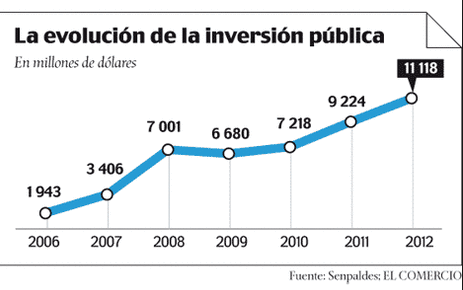 La evolución de la inversión pública
En millones de dólares
11 118
9 224
7 001
6 680
7 218
3 406
1 943
2006 2007 2008 2009 2010 2011 2012
Fuente: Senpaldes; EL COMERCIO